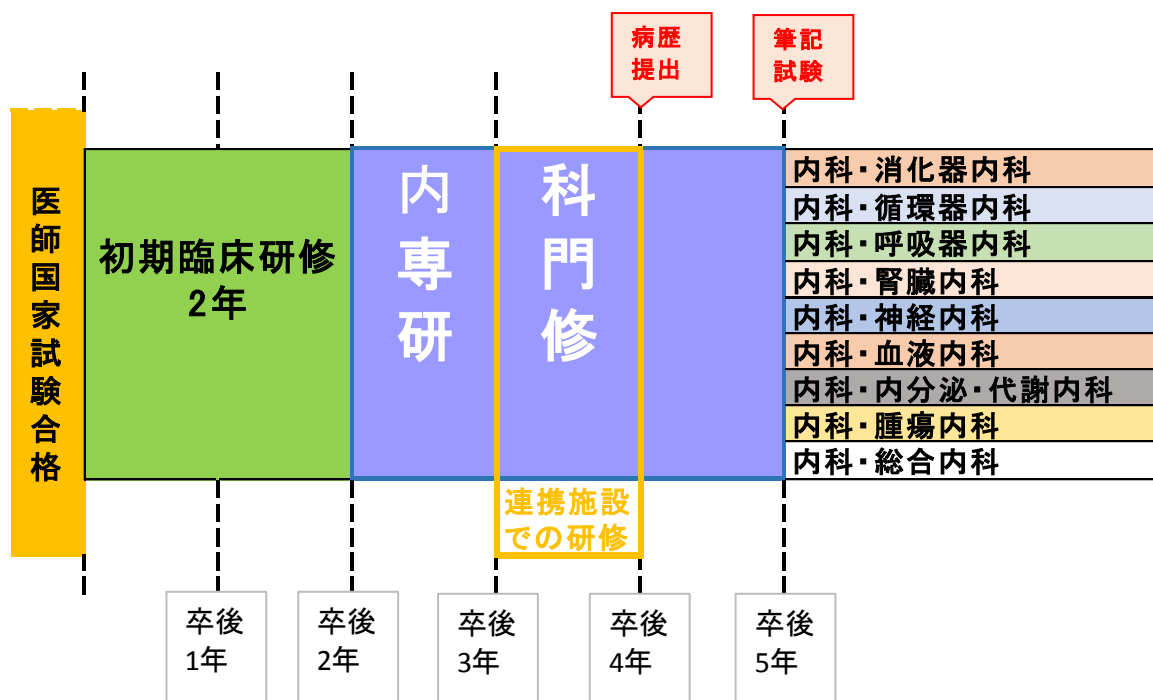 病歴
提出
筆記
試験
医師国家試験合格
初期臨床研修
2年
内科
専門
研修
連携施設
での研修
内科・消化器内科
内科・循環器内科
内科・呼吸器内科
内科・腎臓内科
内科・神経内科
内科・血液内科
内科・内分泌・代謝内科
内科・腫瘍内科
内科・総合内科
卒後
1年
卒後
2年
卒後
3年
卒後
4年
卒後
5年